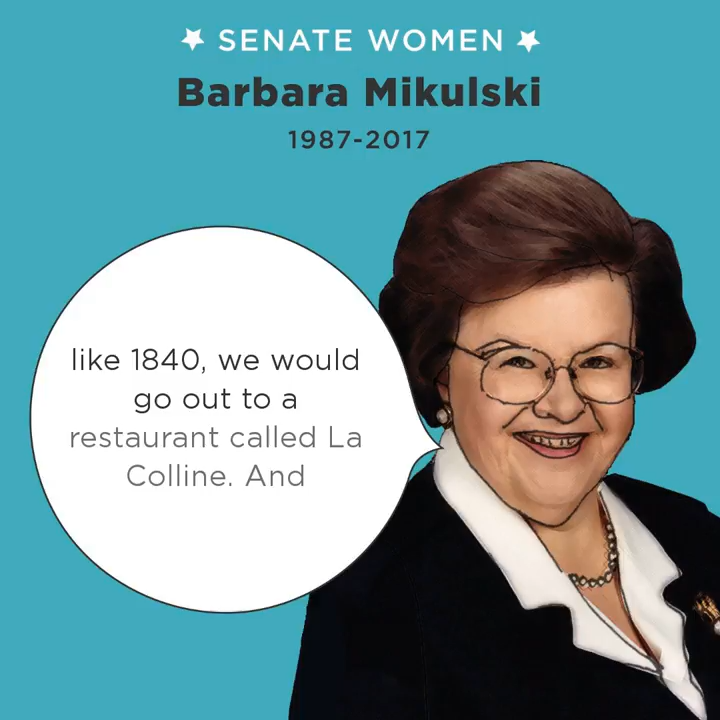 SENATE WOMEN
Barbara Mikulski
1987-2017
like 1840, we would
go out to a
restaurant called La
Colline. And